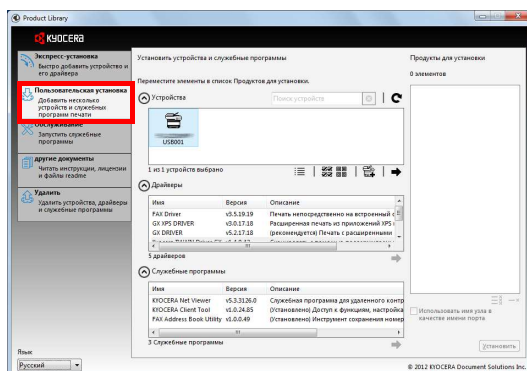 Product Library
KYOCERA
Экспресс-установка
Быстро добавить устройство и
его драйвера
Пользовательская установка
Добавить несколько
устройств и служебных
программ печати
Обслуживание
Запустить служебные
программы
другие документы
Читать инструкции, лицензии
и файлы readme
Удалить
Удалить устройства, драйверы
и служебные программы
Язык
Русский
Установить устройства и служебные программы
Переместите элементы в список Продуктов для установки.
Устройства
Поиск устройств
USB001
1 из 1 устройств выбрано
Драйверы
Имя Версия Описание
FAX Driver v5.5.19.19 Печать непосредственно на встроенный
GX XPS DRIVER v3.0.17.18 Расширенная печать из приложений XPS
GX DRIVER v5.2.17.18 (рекомендуется) Печать с расширенными
5 драйверов
Служебные программы
Имя Версия Описание
KYOCERA Net Viewer v5.3.3126.0 Служебная программа для удаленного контр
KYOCERA Client Tool v1.0.24.85 (Установлено) Доступ к функциям, настройка
FAX Address Book Utility v1.0.0.49 (Установлено) Инструмент сохранения номер
3 Служебные программы
Продукты для установки
0 элементов
Использовать имя узла в
качестве имени порта
Установить
© 2012 KYOCERA Document Solutions Inc.